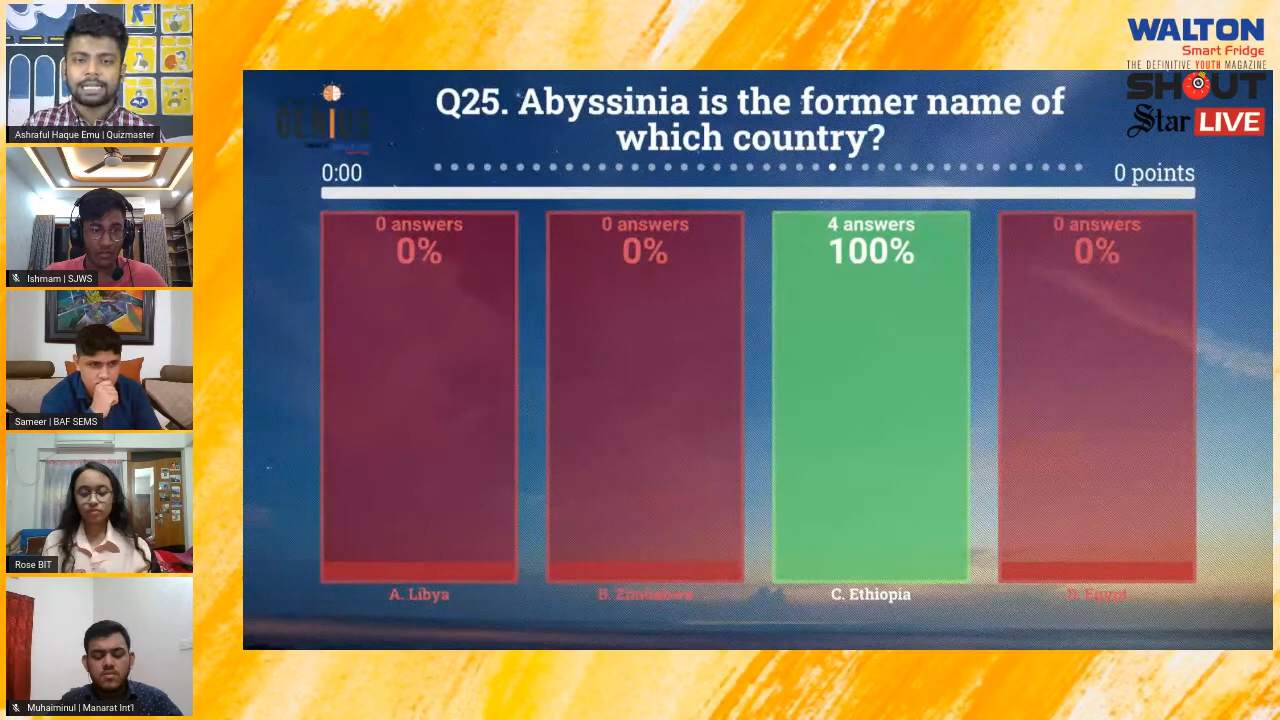 Ashraful Haque Emu | Quizmaster
Ishmam | SJWS
Sameer | BAF SEMS
Rose BIT
Muhaiminul | Manarat Int'l
WALTON
Smart Fridge
THE DEFINITIVE YOUTH MAGAZINE
SHOUT
Star LIVE
GENIUS
Q25. Abyssinia is the former name of
which country?
0:00
0 points
0 answers
0%
0 answers
0%
4 answers
100%
0 answers
0%
A. Libya
B. Zimbabwe
C. Ethiopia
D. Egypt